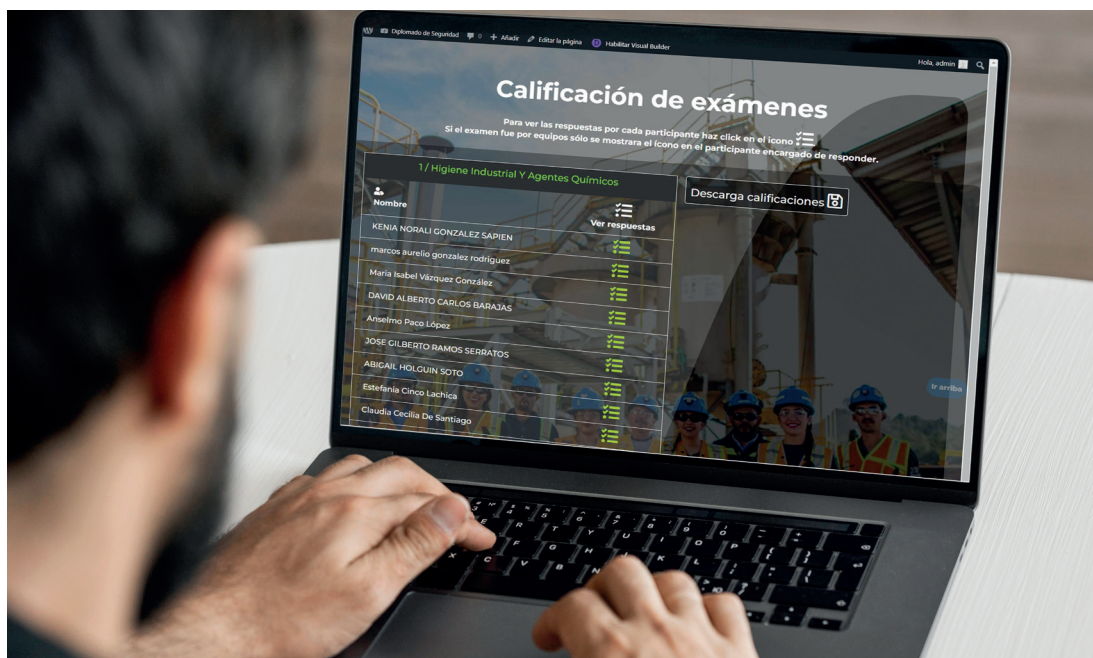 Diplomado de Seguridad 0 + Añadir Editar la página Habilitar Visual Builder
Hola, admin
Calificación de exámenes
Para ver las respuestas por cada participante haz click en el icono
Si el examen fue por equipos sólo se mostrara el ícono en el participante encargado de responder.
1 / Higiene Industrial Y Agentes Químicos
Descarga calificaciones
Nombre
Ver respuestas
KENIA NORALI GONZALEZ SAPIEN
marcos aurelio gonzalez rodriguez
Maria Isabel Vázquez González
DAVID ALBERTO CARLOS BARAJAS
Anselmo Paco López
JOSE GILBERTO RAMOS SERRATOS
ABIGAIL HOLGUIN SOTO
Estefania Cinco Lachica
Claudia Cecilia De Santiago
Ir arriba